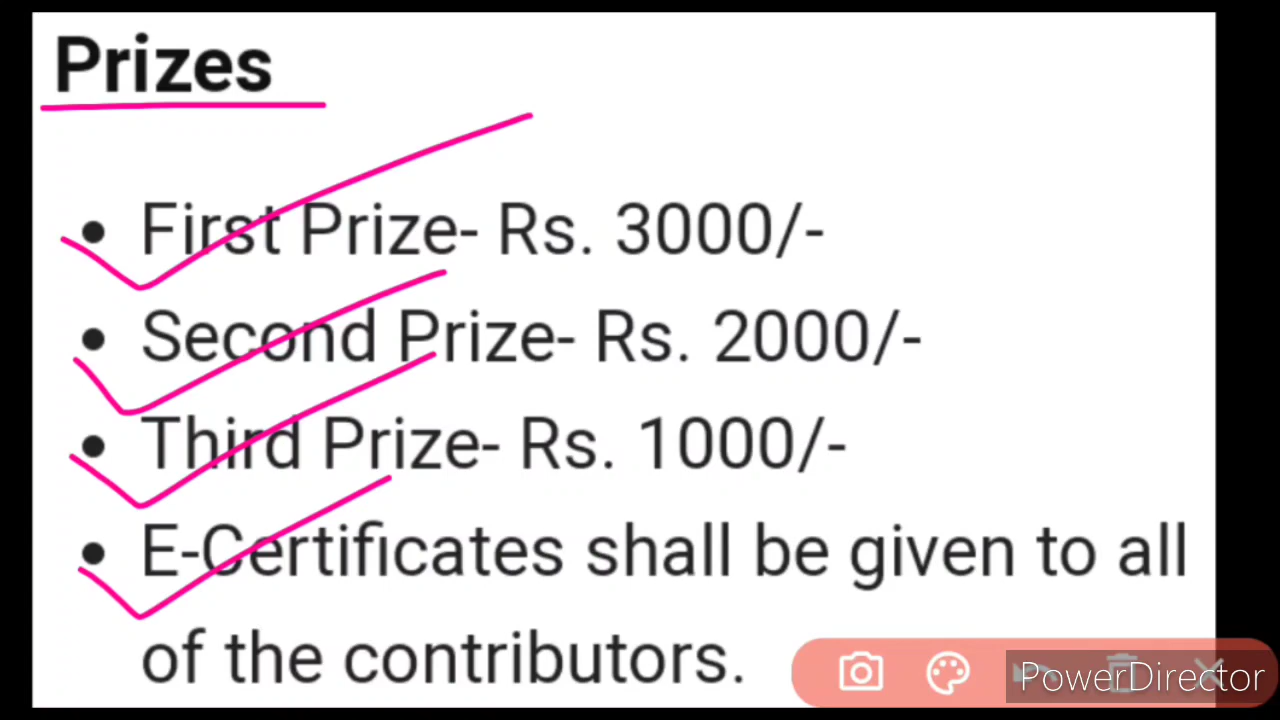 Prizes
• First Prize- Rs. 3000/-
• Second Prize- Rs. 2000/-
• Third Prize- Rs. 1000/-
• E-Certificates shall be given to all
of the contributors.
PowerDirector